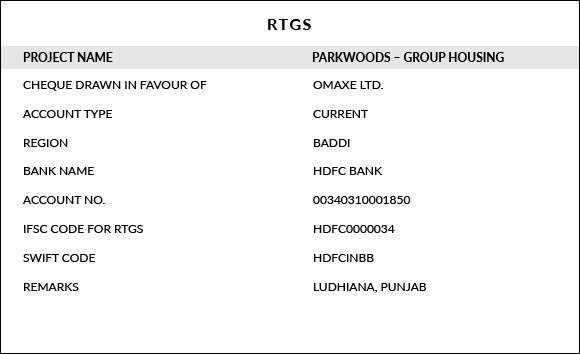 RTGS
PROJECT NAME PARKWOODS – GROUP HOUSING
CHEQUE DRAWN IN FAVOUR OF OMAXE LTD.
ACCOUNT TYPE CURRENT
REGION BADDI
BANK NAME HDFC BANK
ACCOUNT NO. 00340310001850
IFSC CODE FOR RTGS HDFC0000034
SWIFT CODE HDFCINBB
REMARKS LUDHIANA, PUNJAB